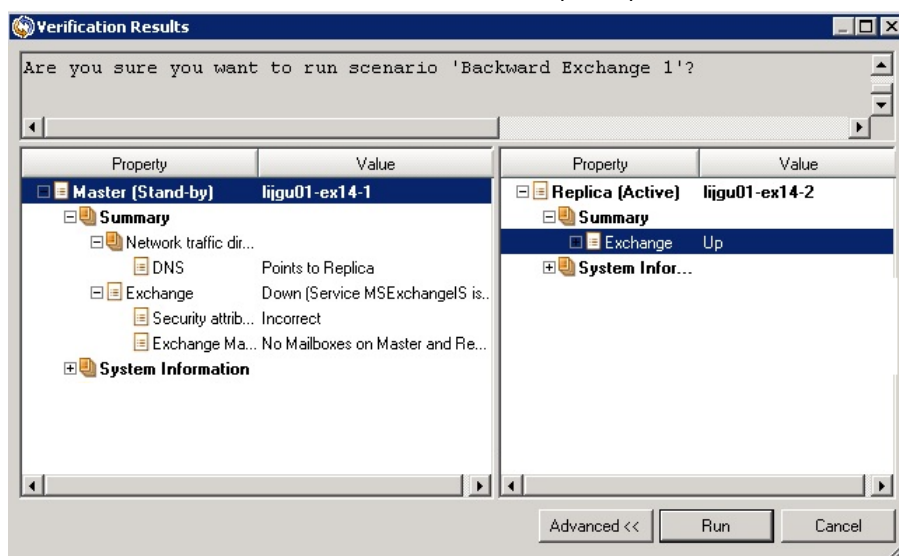 Verification Results
Are you sure you want to run scenario 'Backward Exchange 1'?
Property Value
Master (Stand-by) lijgu01-ex14-1
Summary
Network traffic dir...
DNS Points to Replica
Exchange Down (Service MSExchangeIS is..
Security attrib... Incorrect
Exchange Ma... No Mailboxes on Master and Re...
System Information
Property Value
Replica (Active) lijgu01-ex14-2
Summary
Exchange Up
System Infor...
Advanced << Run Cancel